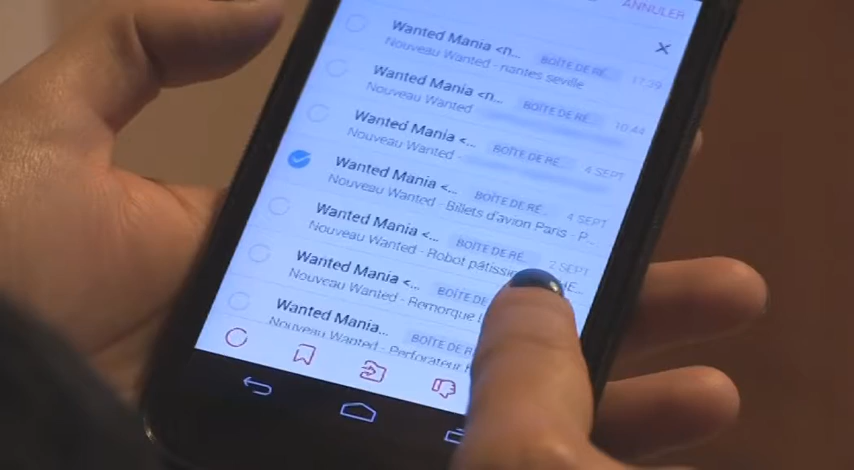 ANNULER
Wanted Mania <n... BOÎTE DE RÉ...
Nouveau Wanted - nantes seville 17:39
Wanted Mania <n... BOÎTE DE RÉ...
Nouveau Wanted - 10:44
Wanted Mania <... BOÎTE DE RÉ...
Nouveau Wanted - 4 SEPT
Wanted Mania <... BOÎTE DE RÉ...
Nouveau Wanted - Billets d'avion Paris - P... 4 SEPT
Wanted Mania <... BOÎTE DE RÉ...
Nouveau Wanted - Robot pâtissi 2 SEPT
Wanted Mania <... BOÎTE DE
Nouveau Wanted - Remorque
Wanted Mania... BOÎTE DE RÉ
Nouveau Wanted - Perforateur